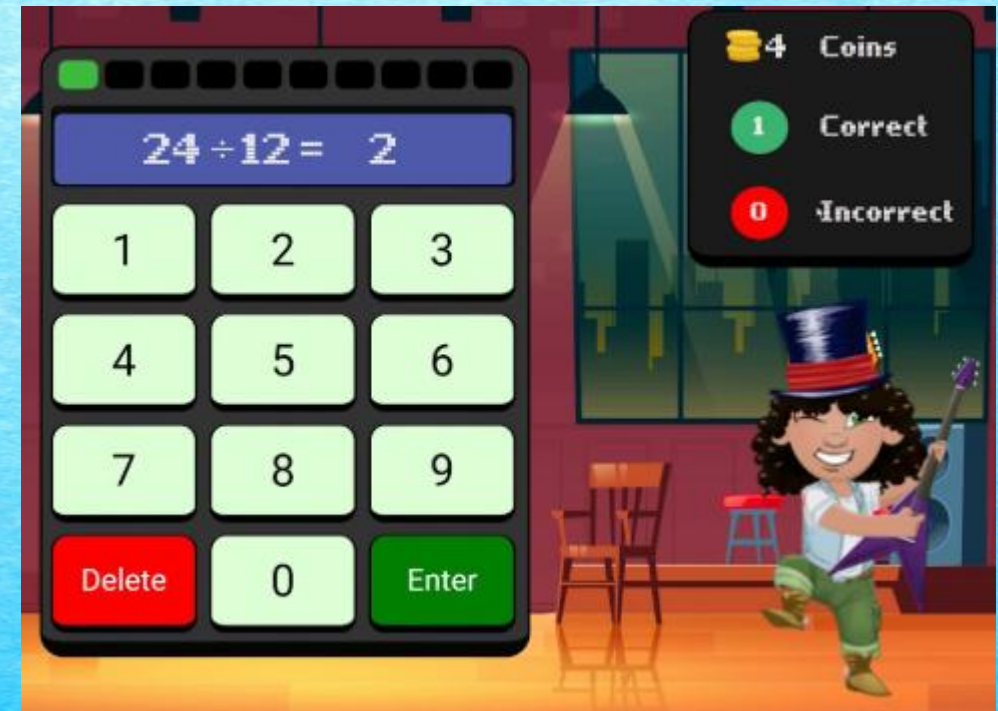 4 Coins
1 Correct
0 Incorrect
24÷12= 2
1 2 3
4 5 6
7 8 9
Delete 0 Enter